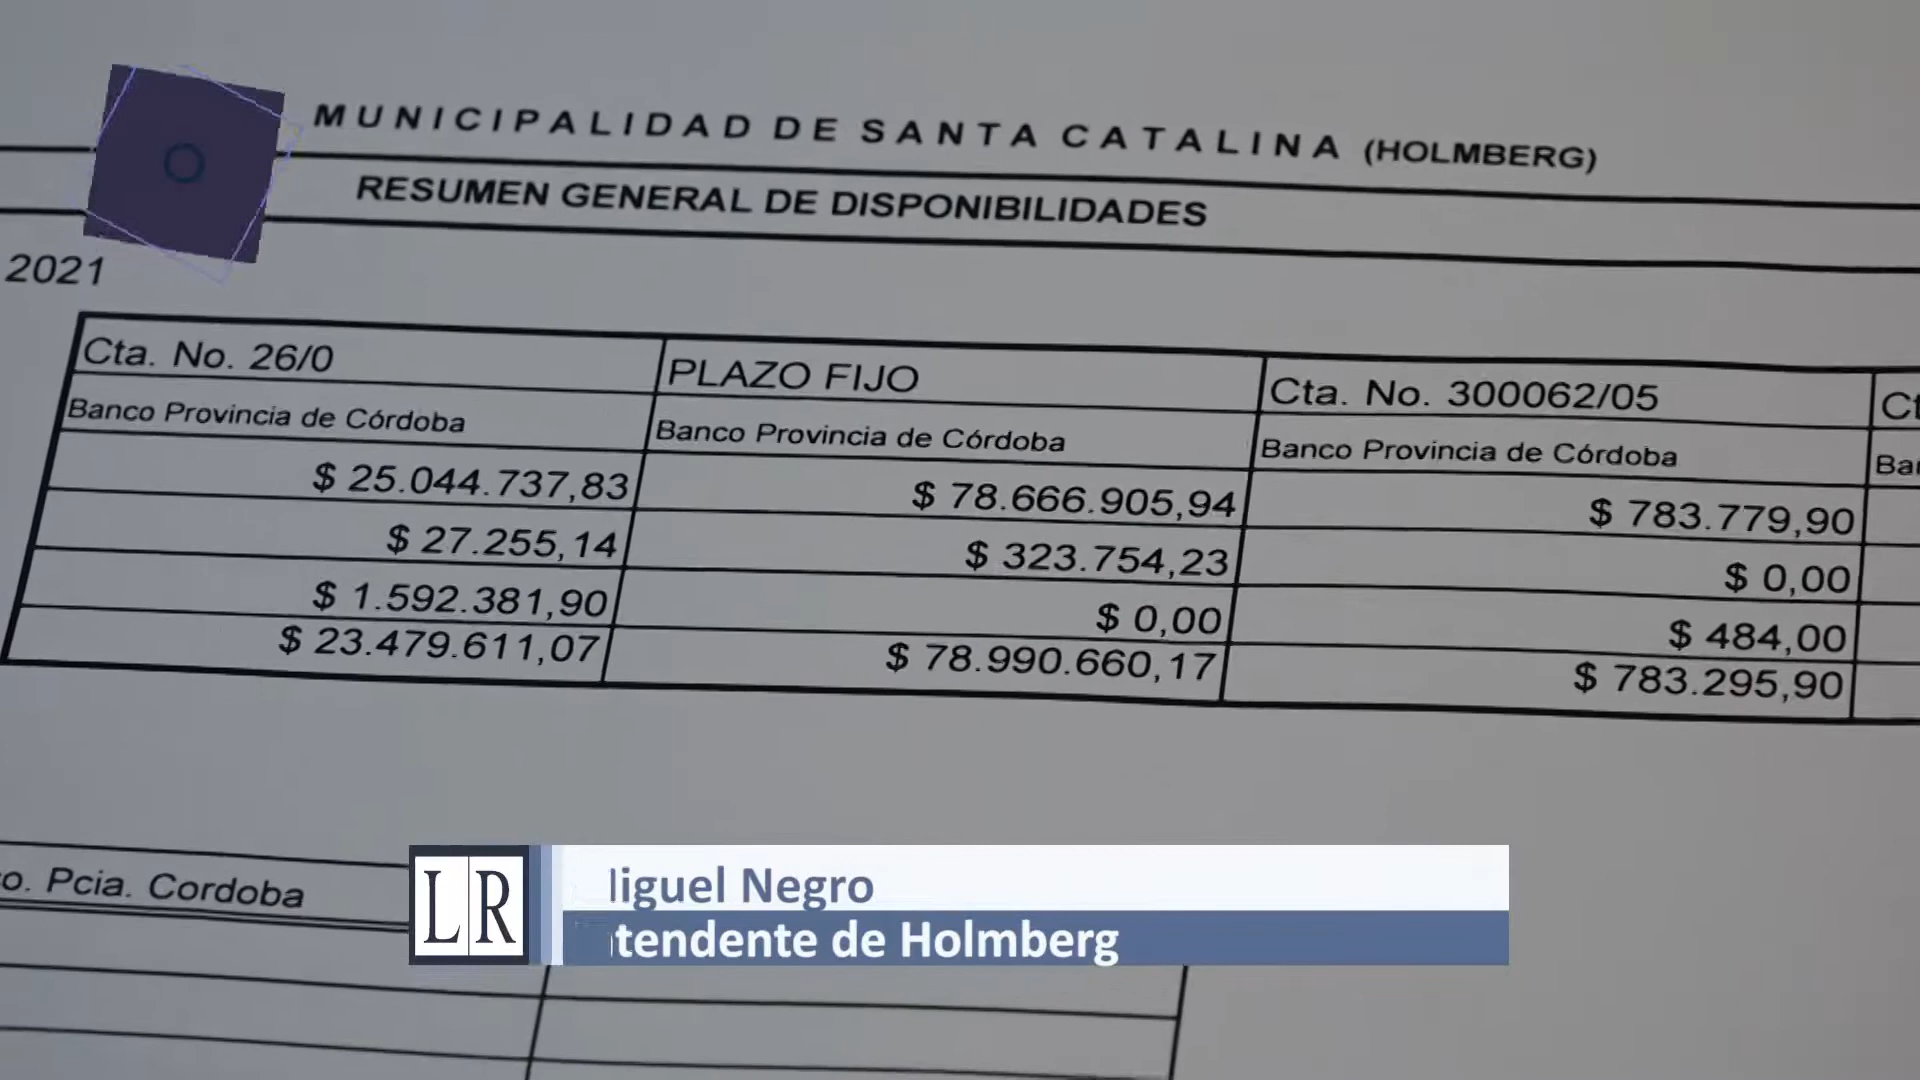 MUNICIPALIDAD DE SANTA CATALINA (HOLMBERG)
RESUMEN GENERAL DE DISPONIBILIDADES
2021
Cta. No. 26/0 PLAZO FIJO Cta. No. 300062/05
Banco Provincia de Córdoba Banco Provincia de Córdoba Banco Provincia de Córdoba
$ 25.044.737,83 $ 78.666.905,94 $ 783.779,90
$ 27.255,14 $ 323.754,23 $ 0,00
$ 1.592.381,90 $ 0,00 $ 484,00
$ 23.479.611,07 $ 78.990.660,17 $ 783.295,90
o. Pcia. Cordoba
LR
iguel Negro
tendente de Holmberg